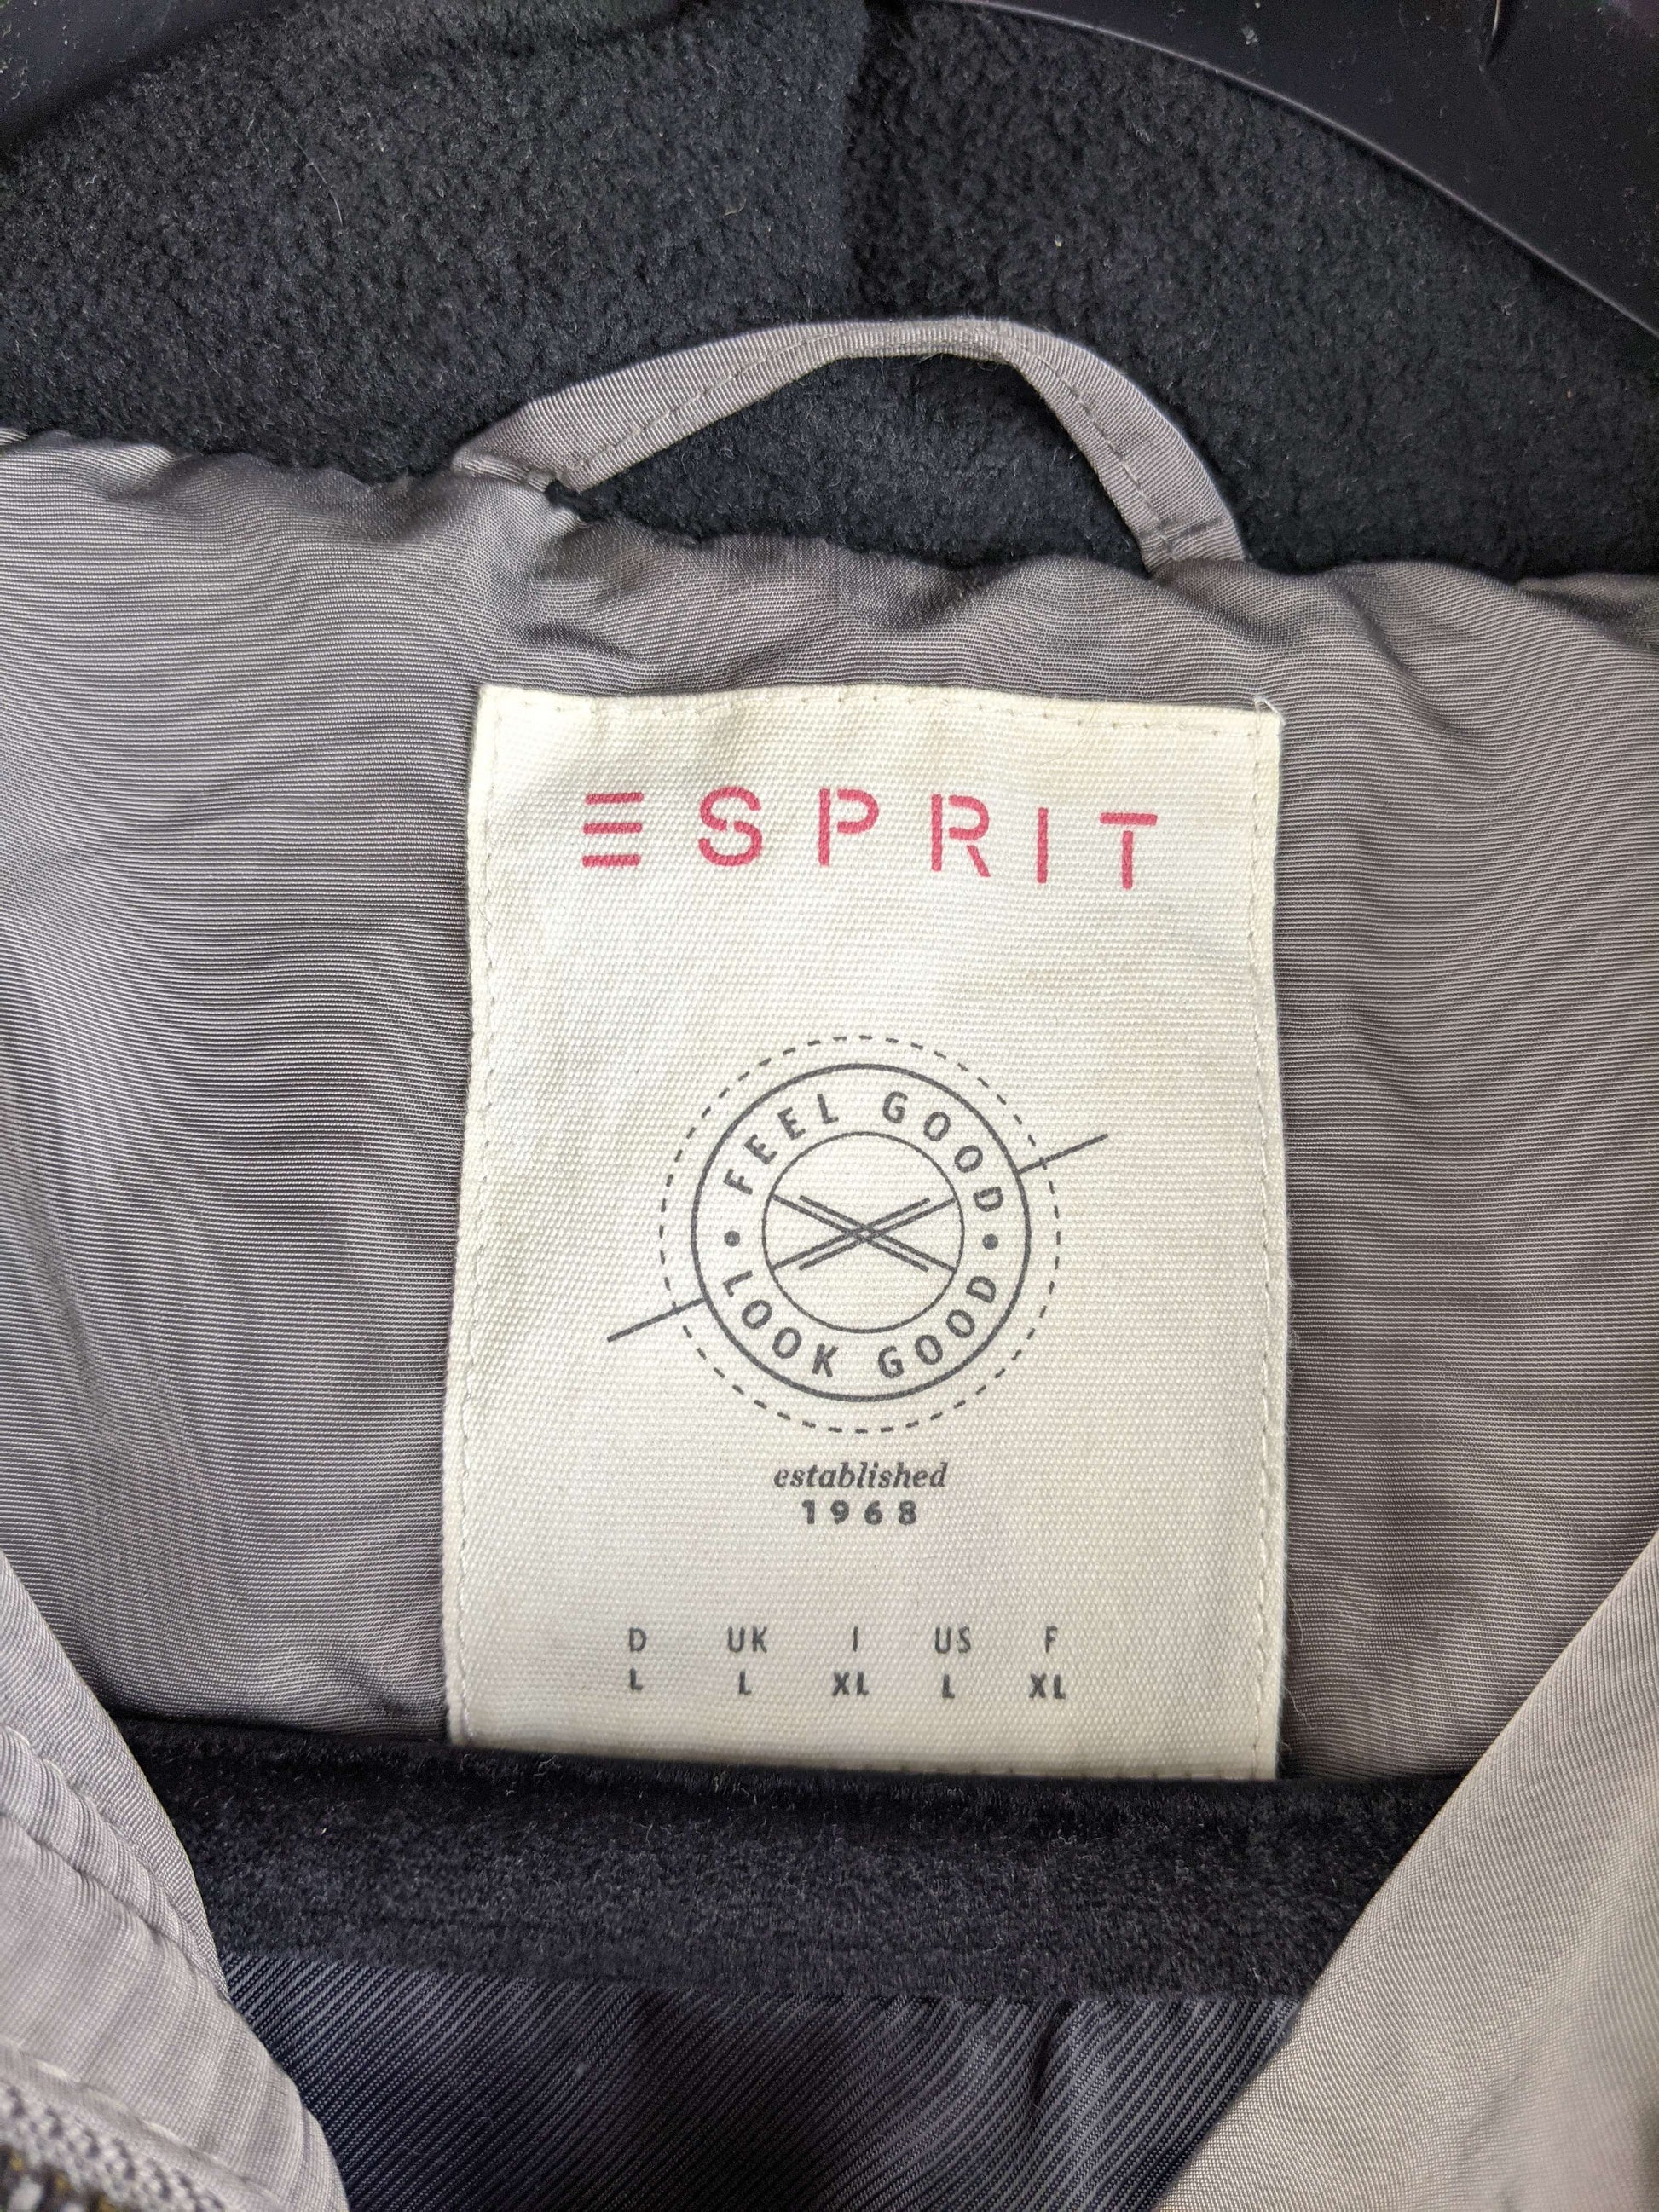 ESPRIT
FEEL GOOD
LOOK GOOD
established
1968
D UK I US F
L L XL L XL